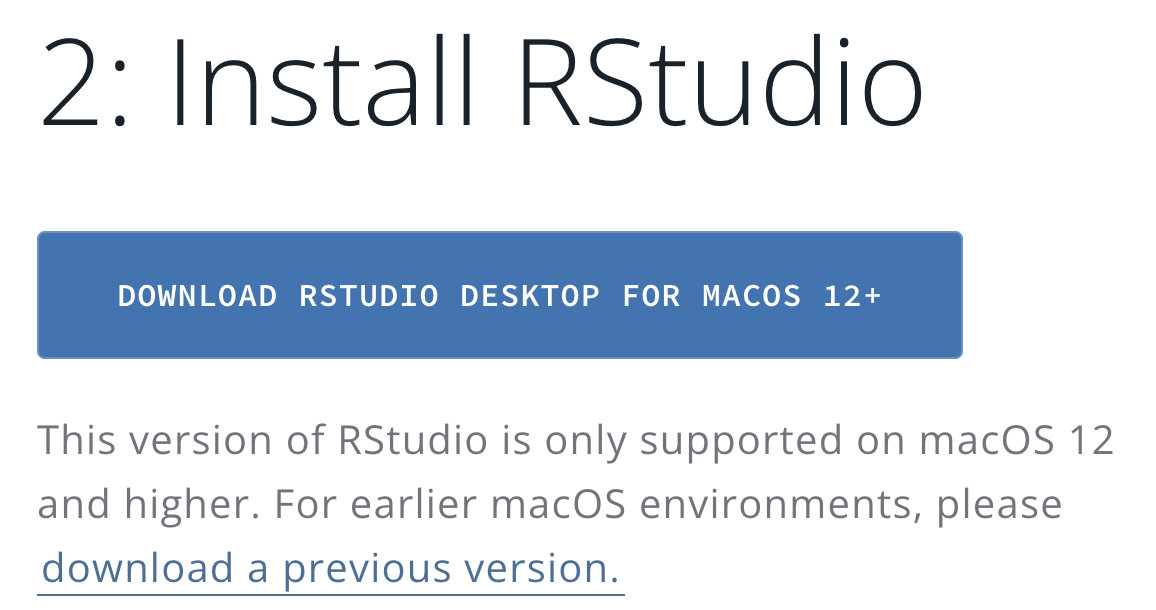 2: Install RStudio
DOWNLOAD RSTUDIO DESKTOP FOR MACOS 12+
This version of RStudio is only supported on macOS 12
and higher. For earlier macOS environments, please
download a previous version.